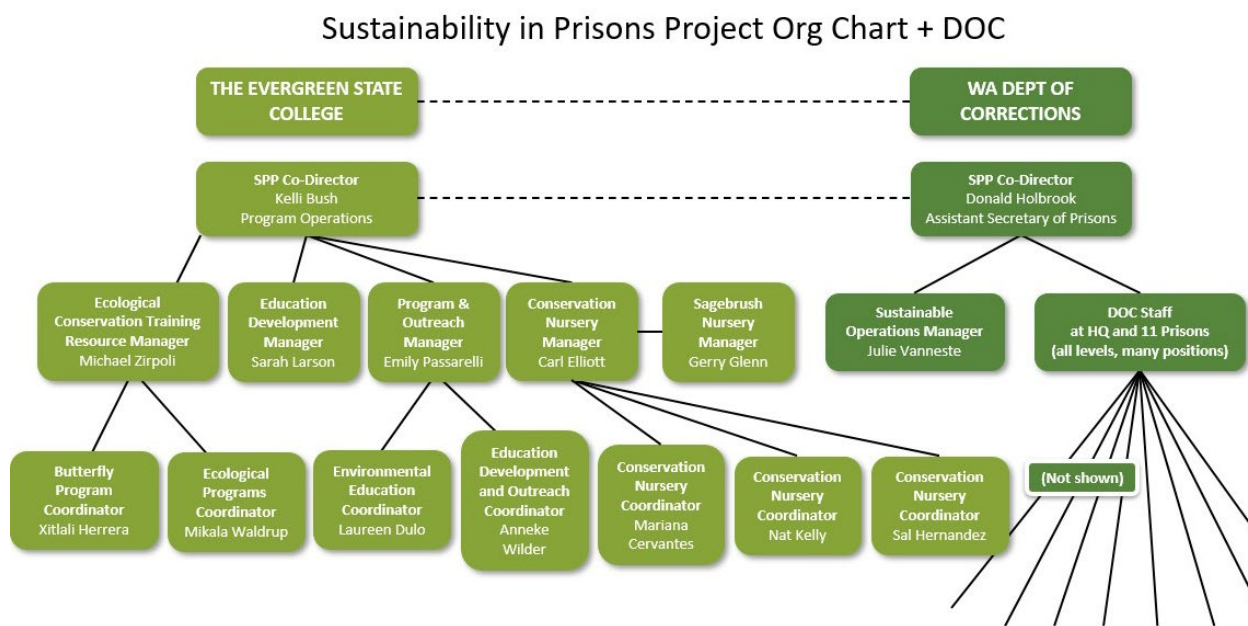 Sustainability in Prisons Project Org Chart + DOC
THE EVERGREEN STATE
COLLEGE
WA DEPT OF
CORRECTIONS
SPP Co-Director
Kelli Bush
Program Operations
SPP Co-Director
Donald Holbrook
Assistant Secretary of Prisons
Ecological
Conservation Training
Resource Manager
Michael Zirpoli
Education
Development
Manager
Sarah Larson
Program &
Outreach
Manager
Emily Passarelli
Conservation
Nursery
Manager
Carl Elliott
Sagebrush
Nursery
Manager
Gerry Glenn
Sustainable
Operations Manager
Julie Vanneste
DOC Staff
at HQ and 11 Prisons
(all levels, many positions)
Butterfly
Program
Coordinator
Xitlali Herrera
Ecological
Programs
Coordinator
Mikala Waldrup
Environmental
Education
Coordinator
Laureen Dulo
Education
Development
and Outreach
Coordinator
Anneke
Wilder
Conservation
Nursery
Coordinator
Mariana
Cervantes
Conservation
Nursery
Coordinator
Nat Kelly
Conservation
Nursery
Coordinator
Sal Hernandez
(Not shown)